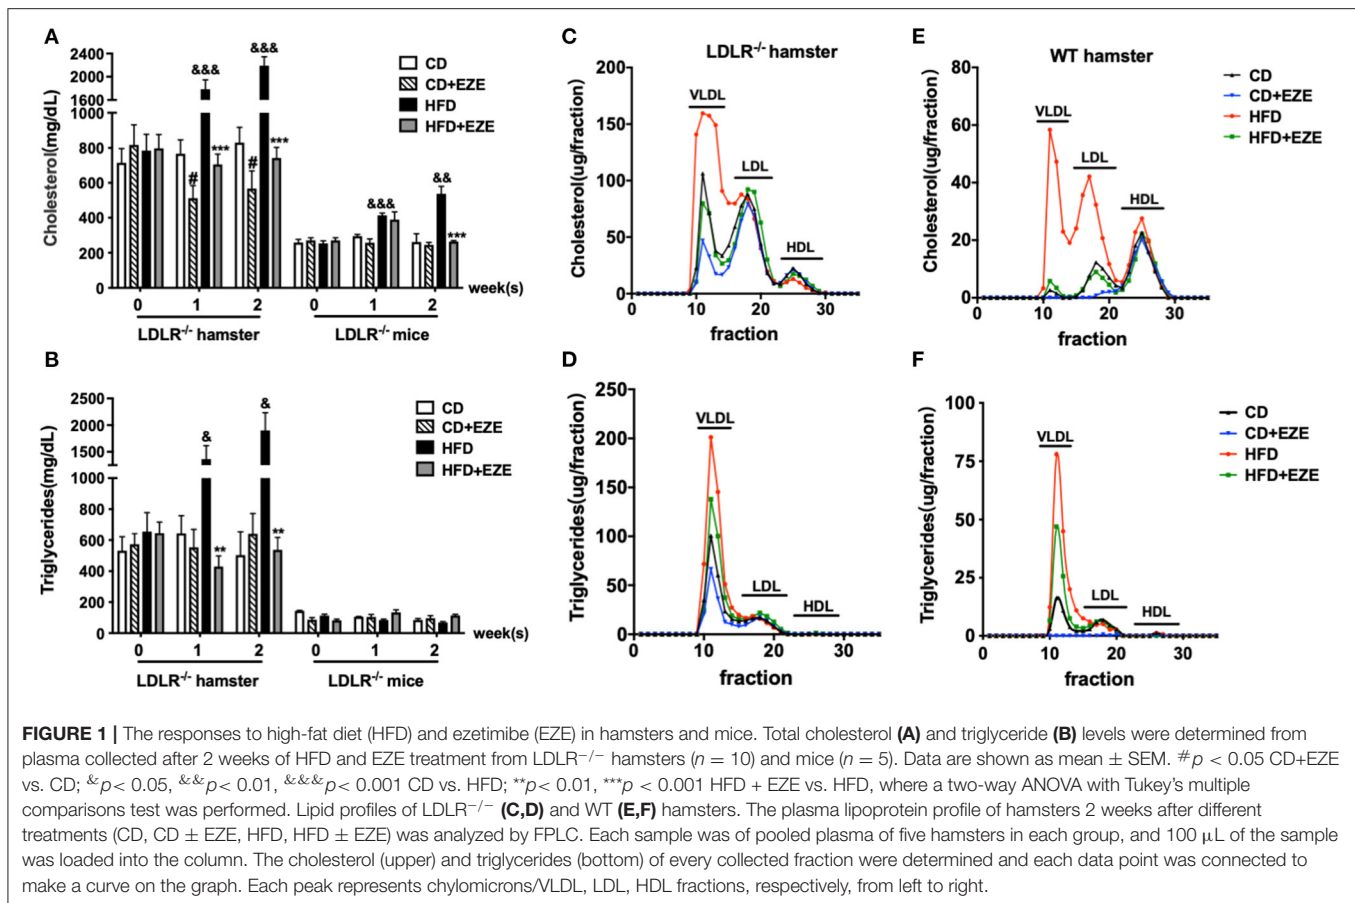 A
2400
2200
2000
1800
1600
1400
1000
800
600
400
200
0
Cholesterol(mg/dL)
&&&
&&&
#
***
#
***
&&&
&&
***
CD
CD+EZE
HFD
HFD+EZE
0 1 2 0 1 2 week(s)
LDLR-/- hamster LDLR-/- mice
B
2500
2000
1500
1000
800
600
400
200
0
Triglycerides(mg/dL)
&
&
**
**
CD
CD+EZE
HFD
HFD+EZE
0 1 2 0 1 2 week(s)
LDLR-/- hamster LDLR-/- mice
C
LDLR-/- hamster
200
150
100
50
0
Cholesterol(ug/fraction)
VLDL
LDL
HDL
0 10 20 30
fraction
D
250
200
150
100
50
0
Triglycerides(ug/fraction)
VLDL
LDL
HDL
0 10 20 30
fraction
E
WT hamster
80
60
40
20
0
Cholesterol(ug/fraction)
VLDL
LDL
HDL
CD
CD+EZE
HFD
HFD+EZE
0 10 20 30
fraction
F
100
75
50
25
0
Triglycerides(ug/fraction)
VLDL
LDL
HDL
CD
CD+EZE
HFD
HFD+EZE
0 10 20 30
fraction
FIGURE 1 | The responses to high-fat diet (HFD) and ezetimibe (EZE) in hamsters and mice. Total cholesterol (A) and triglyceride (B) levels were determined from
plasma collected after 2 weeks of HFD and EZE treatment from LDLR−/− hamsters (n = 10) and mice (n = 5). Data are shown as mean ± SEM. #p < 0.05 CD+EZE
vs. CD; &p< 0.05, &&p< 0.01, &&&p< 0.001 CD vs. HFD; **p< 0.01, ***p < 0.001 HFD + EZE vs. HFD, where a two-way ANOVA with Tukey's multiple
comparisons test was performed. Lipid profiles of LDLR−/− (C,D) and WT (E,F) hamsters. The plasma lipoprotein profile of hamsters 2 weeks after different
treatments (CD, CD ± EZE, HFD, HFD ± EZE) was analyzed by FPLC. Each sample was of pooled plasma of five hamsters in each group, and 100 μL of the sample
was loaded into the column. The cholesterol (upper) and triglycerides (bottom) of every collected fraction were determined and each data point was connected to
make a curve on the graph. Each peak represents chylomicrons/VLDL, LDL, HDL fractions, respectively, from left to right.